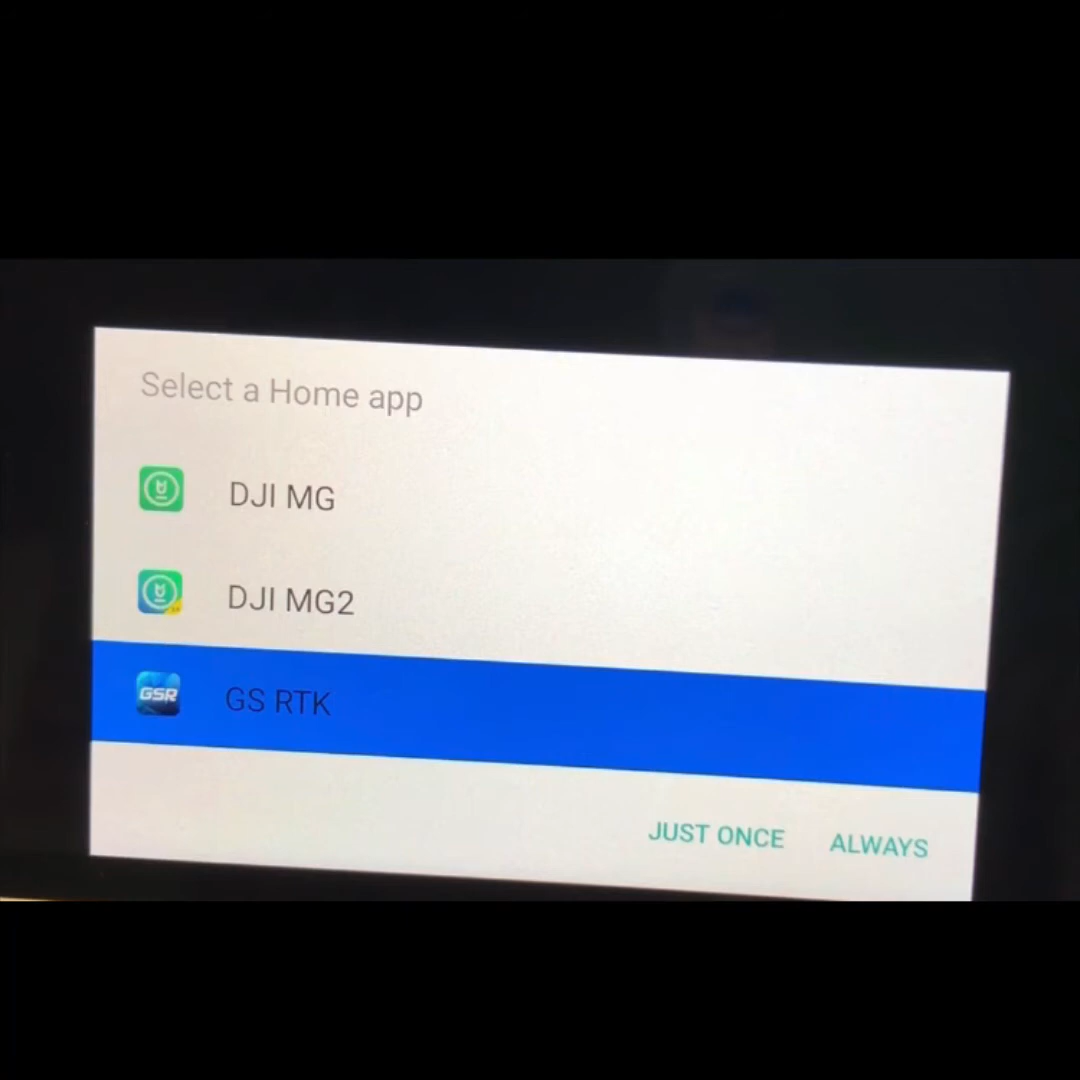 Select a Home app
DJI MG
DJI MG2
GSR GS RTK
JUST ONCE ALWAYS